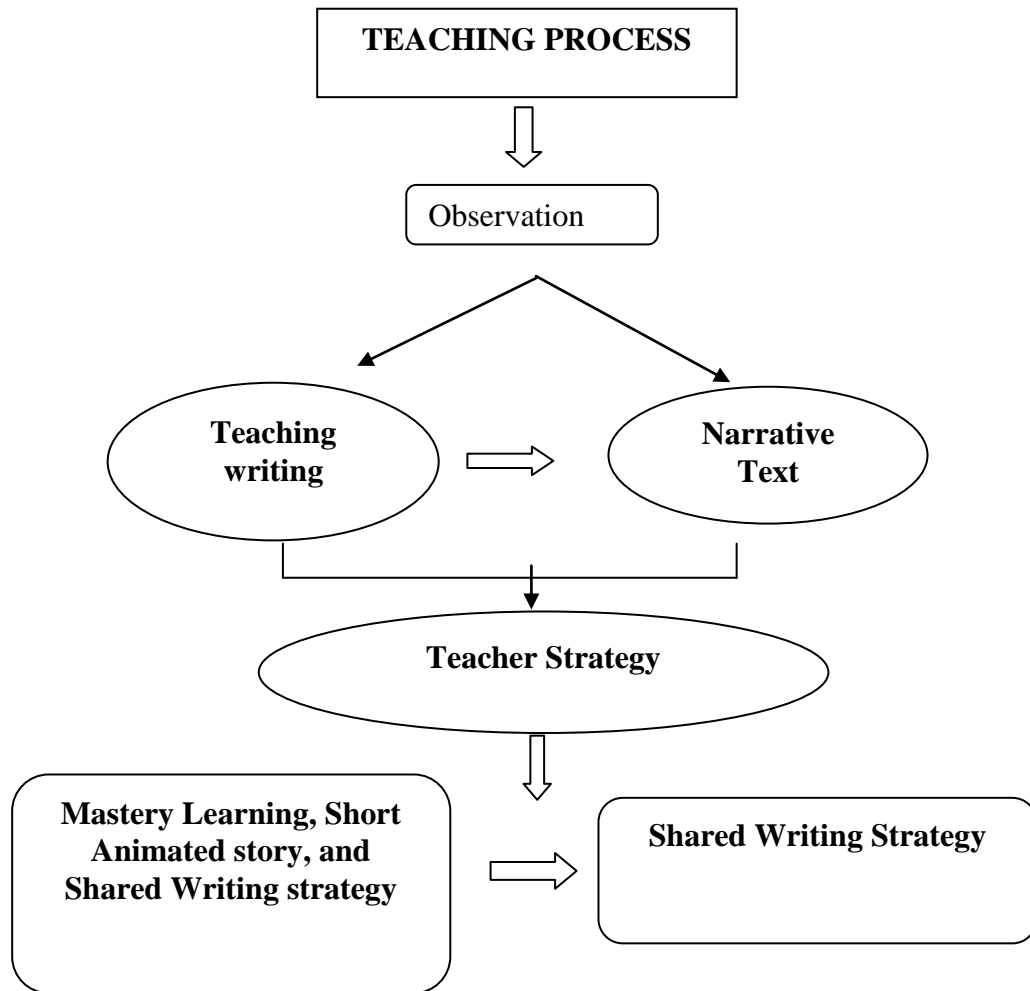 TEACHING PROCESS
Observation
Teaching
writing
Narrative
Text
Teacher Strategy
Mastery Learning, Short
Animated story, and
Shared Writing strategy
Shared Writing Strategy